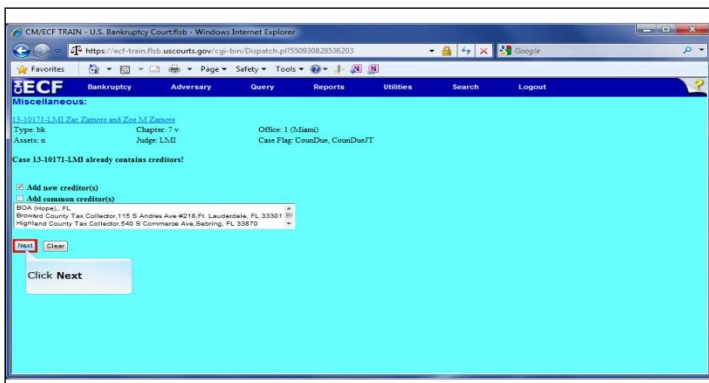 CM/ECF TRAIN - U.S. Bankruptcy Court:flsb - Windows Internet Explorer
https://ecf-train.flsb.uscourts.gov/cgi-bin/Dispatch.pl?550930828536203
Google
Favorites
Page
Safety
Tools
ECF
Bankruptcy
Adversary
Query
Reports
Utilities
Search
Logout
?
Miscellaneous:
13-10171-LMI Zac Zamore and Zoe M Zamore
Type: bk
Chapter: 7 v
Office: 1 (Miami)
Assets: n
Judge: LMI
Case Flag: CounDue, CounDueJT
Case 13-10171-LMI already contains creditors!
Add new creditor(s)
Add common creditor(s)
BOA (Hope),, FL
Broward County Tax Collector,115 S Andres Ave #218,Ft. Lauderdale, FL 33301
Highland County Tax Collector,540 S Commerce Ave,Sebring, FL 33870
Next
Clear
Click Next